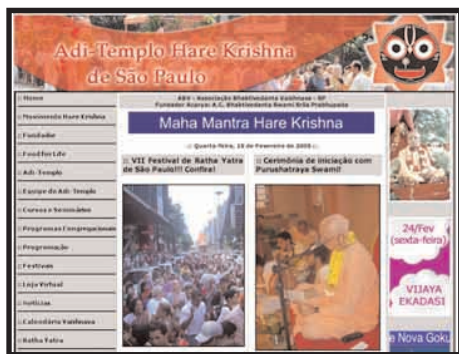 Adi-Templo Hare Krishna
de São Paulo
:: Home
:: Movimento Hare Krishna
:: Fundador
:: Food for Life
:: Adi-Templo
:: Equipe do Adi-Templo
:: Cursos e Seminários
:: Programas Congregacionais
:: Programação
:: Festivais
:: Loja Virtual
:: Notícias
:: Calendário Vaishnava
:: Ratha Yatra
Fundador Acarya: A.C. Bhaktivedanta Swami Srila Prabhupada
Maha Mantra Hare Krishna
:: VII Festival de Ratha Yatra
de São Paulo!!! Confira!
:: Cerimônia de iniciação com
Purushatraya Swami!
24/Fev
(sexta-feira)
VIJAYA
EKADASI
e Nova Goku